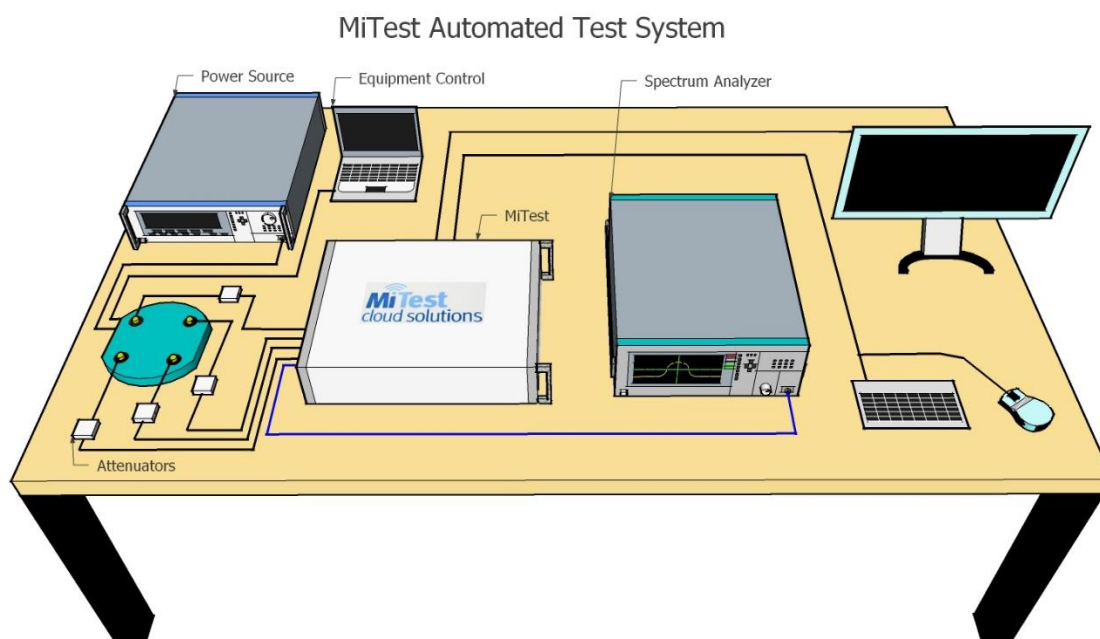 MiTest Automated Test System
Power Source
Equipment Control
Spectrum Analyzer
MiTest
MiTest
cloud solutions
Attenuators